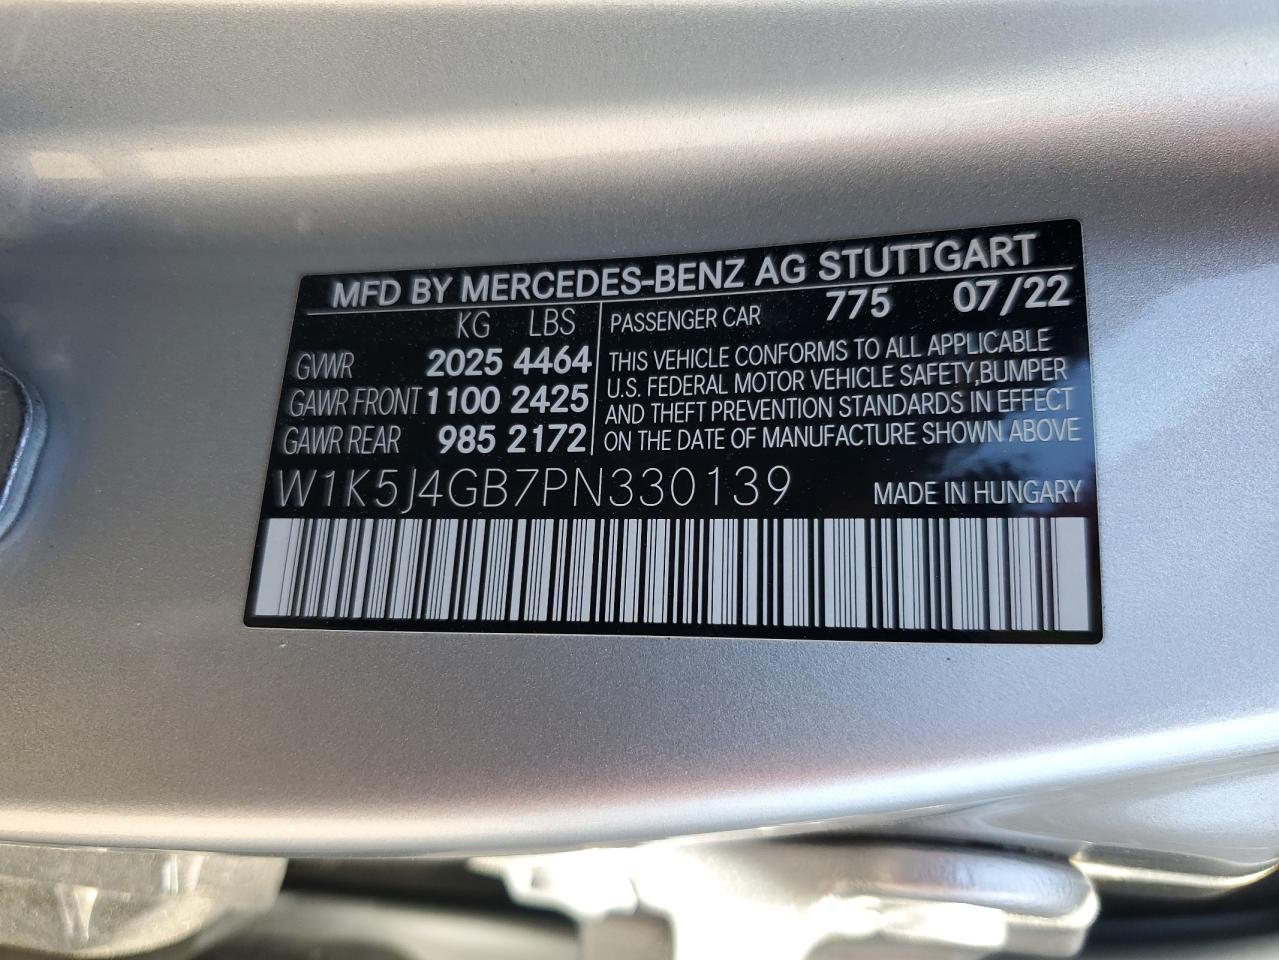 MFD BY MERCEDES-BENZ AG STUTTGART
KG LBS
GVWR 2025 4464
GAWR FRONT 1100 2425
GAWR REAR 985 2172
PASSENGER CAR 775 07/22
THIS VEHICLE CONFORMS TO ALL APPLICABLE
U.S. FEDERAL MOTOR VEHICLE SAFETY,BUMPER
AND THEFT PREVENTION STANDARDS IN EFFECT
ON THE DATE OF MANUFACTURE SHOWN ABOVE
W1K5J4GB7PN330139
MADE IN HUNGARY